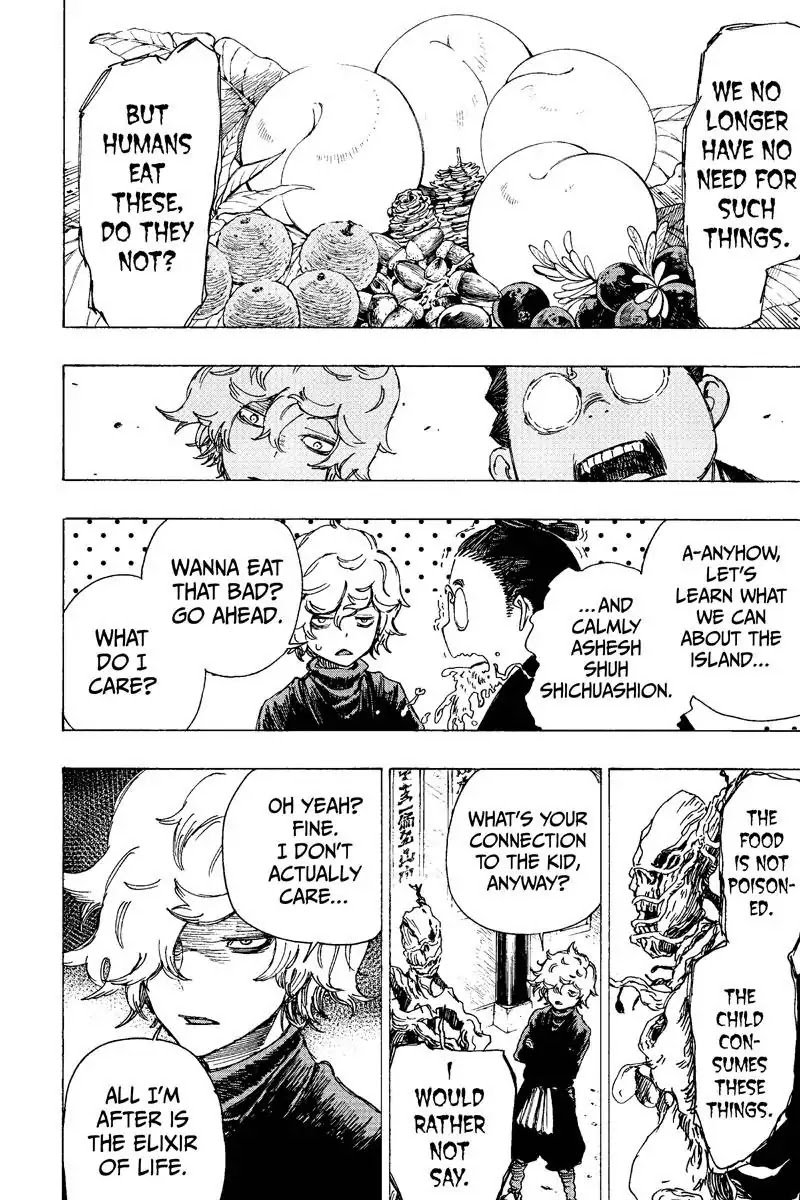 WE NO
LONGER
HAVE NO
NEED FOR
SUCH
THINGS.
BUT
HUMANS
EAT
THESE,
DO THEY
NOT?
A-ANYHOW,
LET'S
LEARN WHAT
WE CAN
ABOUT THE
ISLAND...
...AND
CALMLY
ASHESH
SHUH
SHICHUASHION.
WANNA EAT
THAT BAD?
GO AHEAD.
WHAT
DO I
CARE?
THE
FOOD
IS NOT
POISON-
ED.
THE
CHILD
CON-
SUMES
THESE
THINGS.
WHAT'S YOUR
CONNECTION
TO THE KID,
ANYWAY?
I
WOULD
RATHER
NOT
SAY.
OH YEAH?
FINE.
I DON'T
ACTUALLY
CARE...
ALL I'M
AFTER IS
THE ELIXIR
OF LIFE.